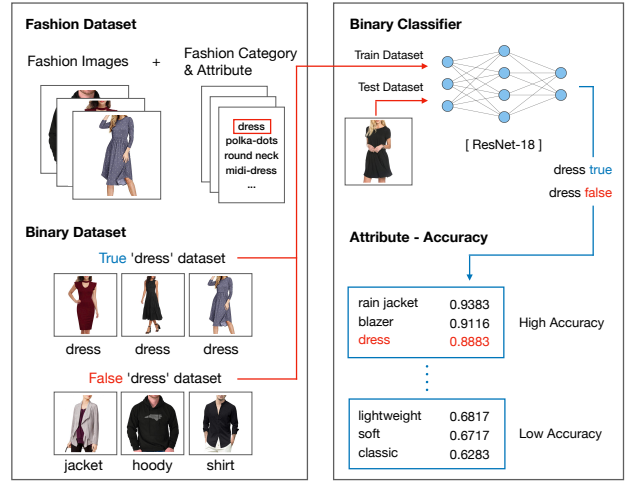 Fashion Dataset
Fashion Images + Fashion Category
& Attribute
dress
polka-dots
round neck
midi-dress
...
Binary Dataset
True 'dress' dataset
dress dress dress
False 'dress' dataset
jacket hoody shirt
Binary Classifier
Train Dataset
Test Dataset
[ ResNet-18 ]
dress true
dress false
Attribute - Accuracy
rain jacket 0.9383
blazer 0.9116
dress 0.8883
High Accuracy
lightweight 0.6817
soft 0.6717
classic 0.6283
Low Accuracy